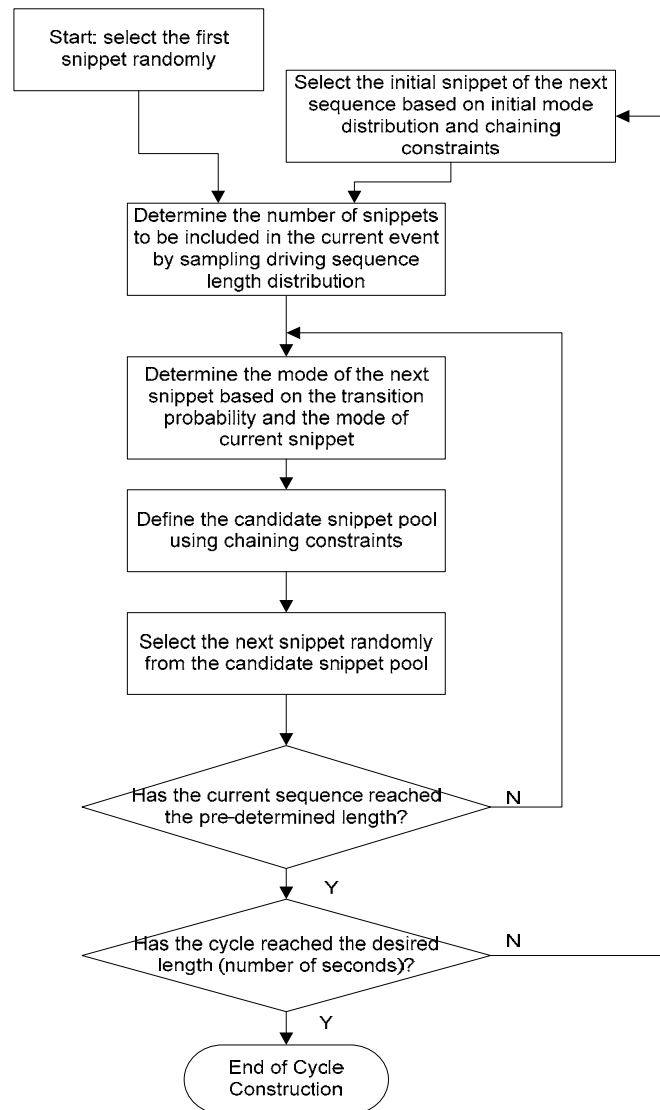 Start: select the first
snippet randomly
Select the initial snippet of the next
sequence based on initial mode
distribution and chaining
constraints
Determine the number of snippets
to be included in the current event
by sampling driving sequence
length distribution
Determine the mode of the next
snippet based on the transition
probability and the mode of
current snippet
Define the candidate snippet pool
using chaining constraints
Select the next snippet randomly
from the candidate snippet pool
Has the current sequence reached
the pre-determined length?
N
Y
Has the cycle reached the desired
length (number of seconds)?
N
Y
End of Cycle
Construction